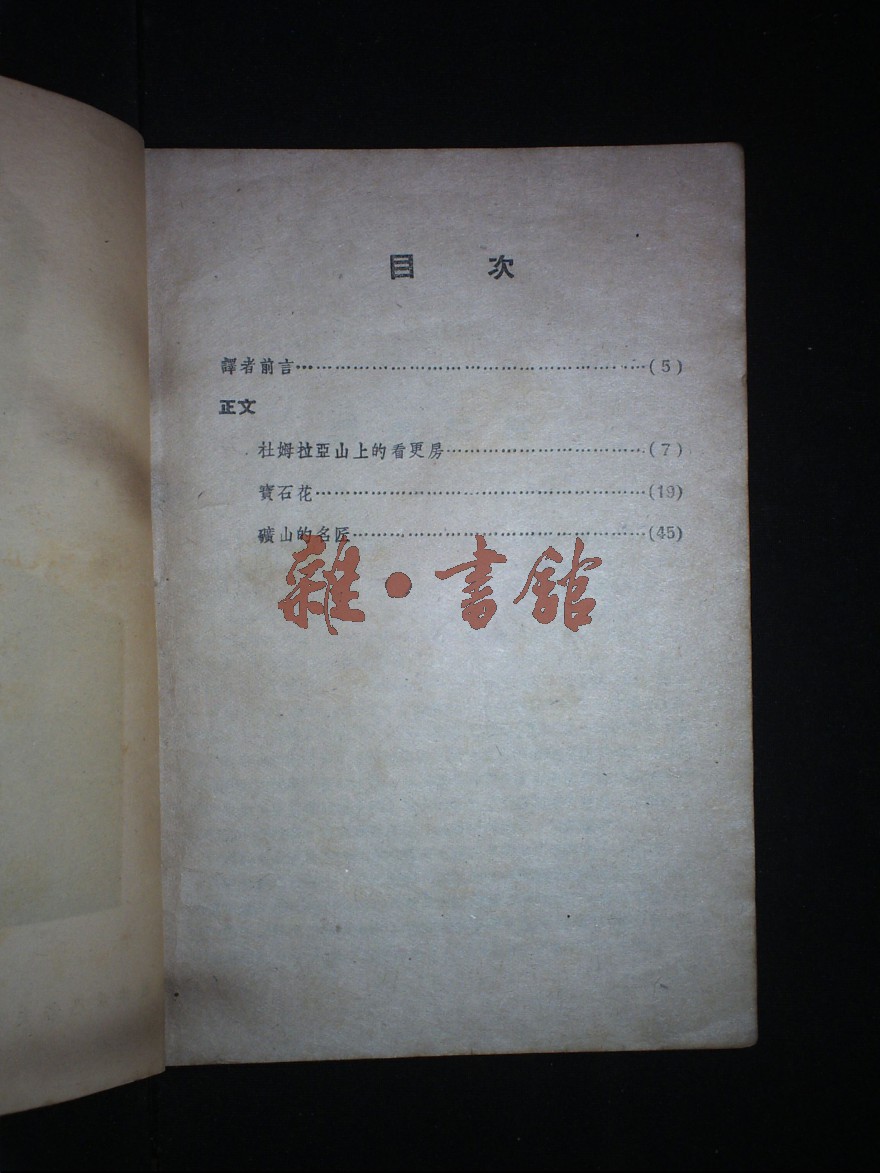 目 次
譯者前言……(5)
正文
杜姆拉亞山上的看更房……(7)
寶石花……(19)
礦山的名匠……(45)
雜·書館